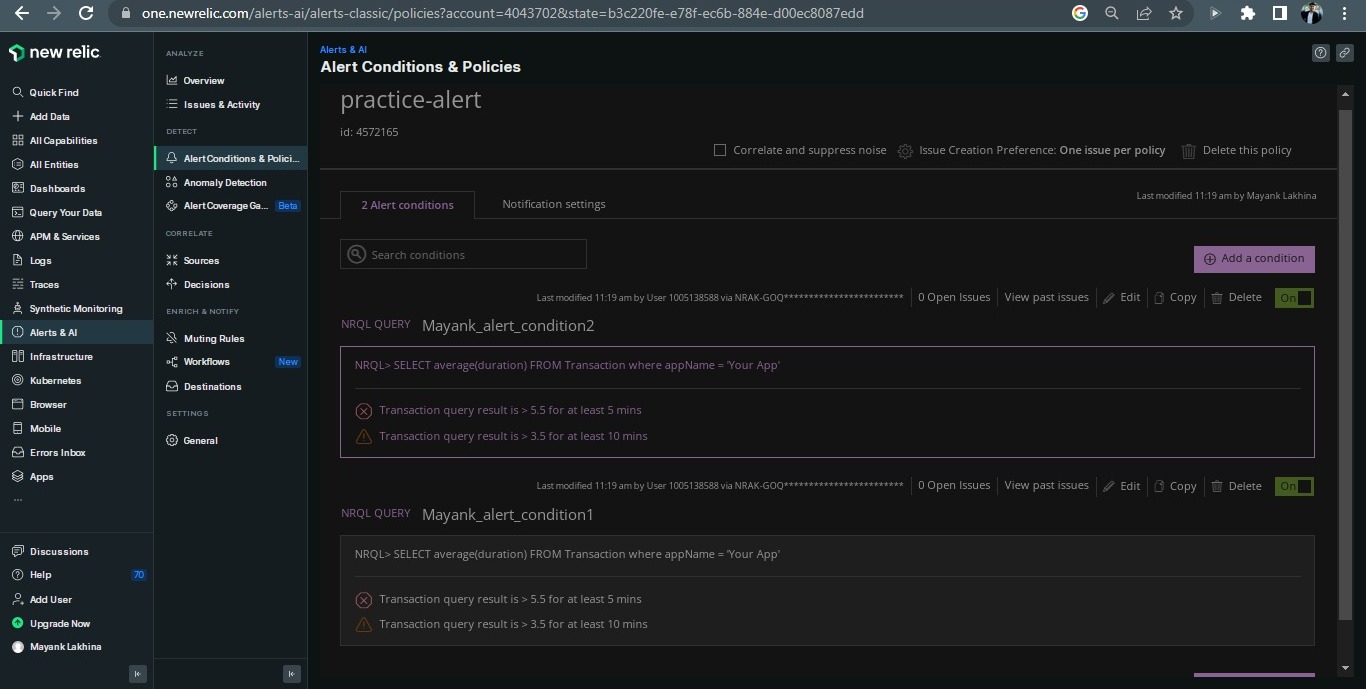 one.newrelic.com/alerts-ai/alerts-classic/policies?account=4043702&state=b3c220fe-e78f-ec6b-884e-d00ec8087edd
new relic
Quick Find
Add Data
All Capabilities
All Entities
Dashboards
Query Your Data
APM & Services
Logs
Traces
Synthetic Monitoring
Alerts & AI
Infrastructure
Kubernetes
Browser
Mobile
Errors Inbox
Apps
...
Discussions
Help 70
Add User
Upgrade Now
Mayank Lakhina
ANALYZE
Overview
Issues & Activity
DETECT
Alert Conditions & Polici...
Anomaly Detection
Alert Coverage Ga... Beta
CORRELATE
Sources
Decisions
ENRICH & NOTIFY
Muting Rules
Workflows New
Destinations
SETTINGS
General
Alerts & AI
Alert Conditions & Policies
practice-alert
id: 4572165
Correlate and suppress noise Issue Creation Preference: One issue per policy Delete this policy
2 Alert conditions Notification settings Last modified 11:19 am by Mayank Lakhina
Search conditions
Add a condition
Last modified 11:19 am by User 1005138588 via NRAK-GOQ************************ 0 Open Issues View past issues Edit Copy Delete On
NRQL QUERY Mayank_alert_condition2
NRQL> SELECT average(duration) FROM Transaction where appName = 'Your App'
Transaction query result is > 5.5 for at least 5 mins
Transaction query result is > 3.5 for at least 10 mins
Last modified 11:19 am by User 1005138588 via NRAK-GOQ************************ 0 Open Issues View past issues Edit Copy Delete On
NRQL QUERY Mayank_alert_condition1
NRQL> SELECT average(duration) FROM Transaction where appName = 'Your App'
Transaction query result is > 5.5 for at least 5 mins
Transaction query result is > 3.5 for at least 10 mins